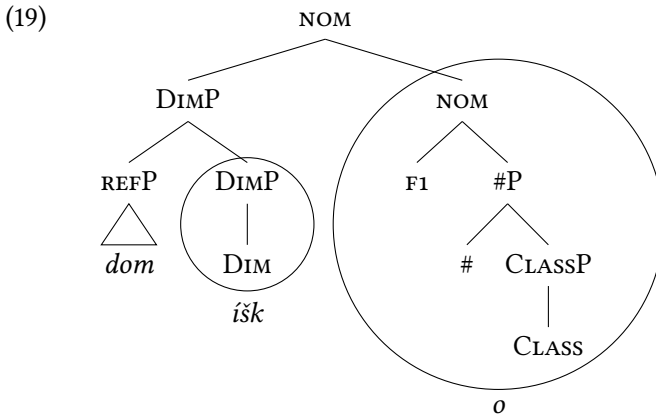 (19) NOM
DIMP NOM
REFP DIMP F1 #P
dom DIM # CLASSP
íšk CLASS
o